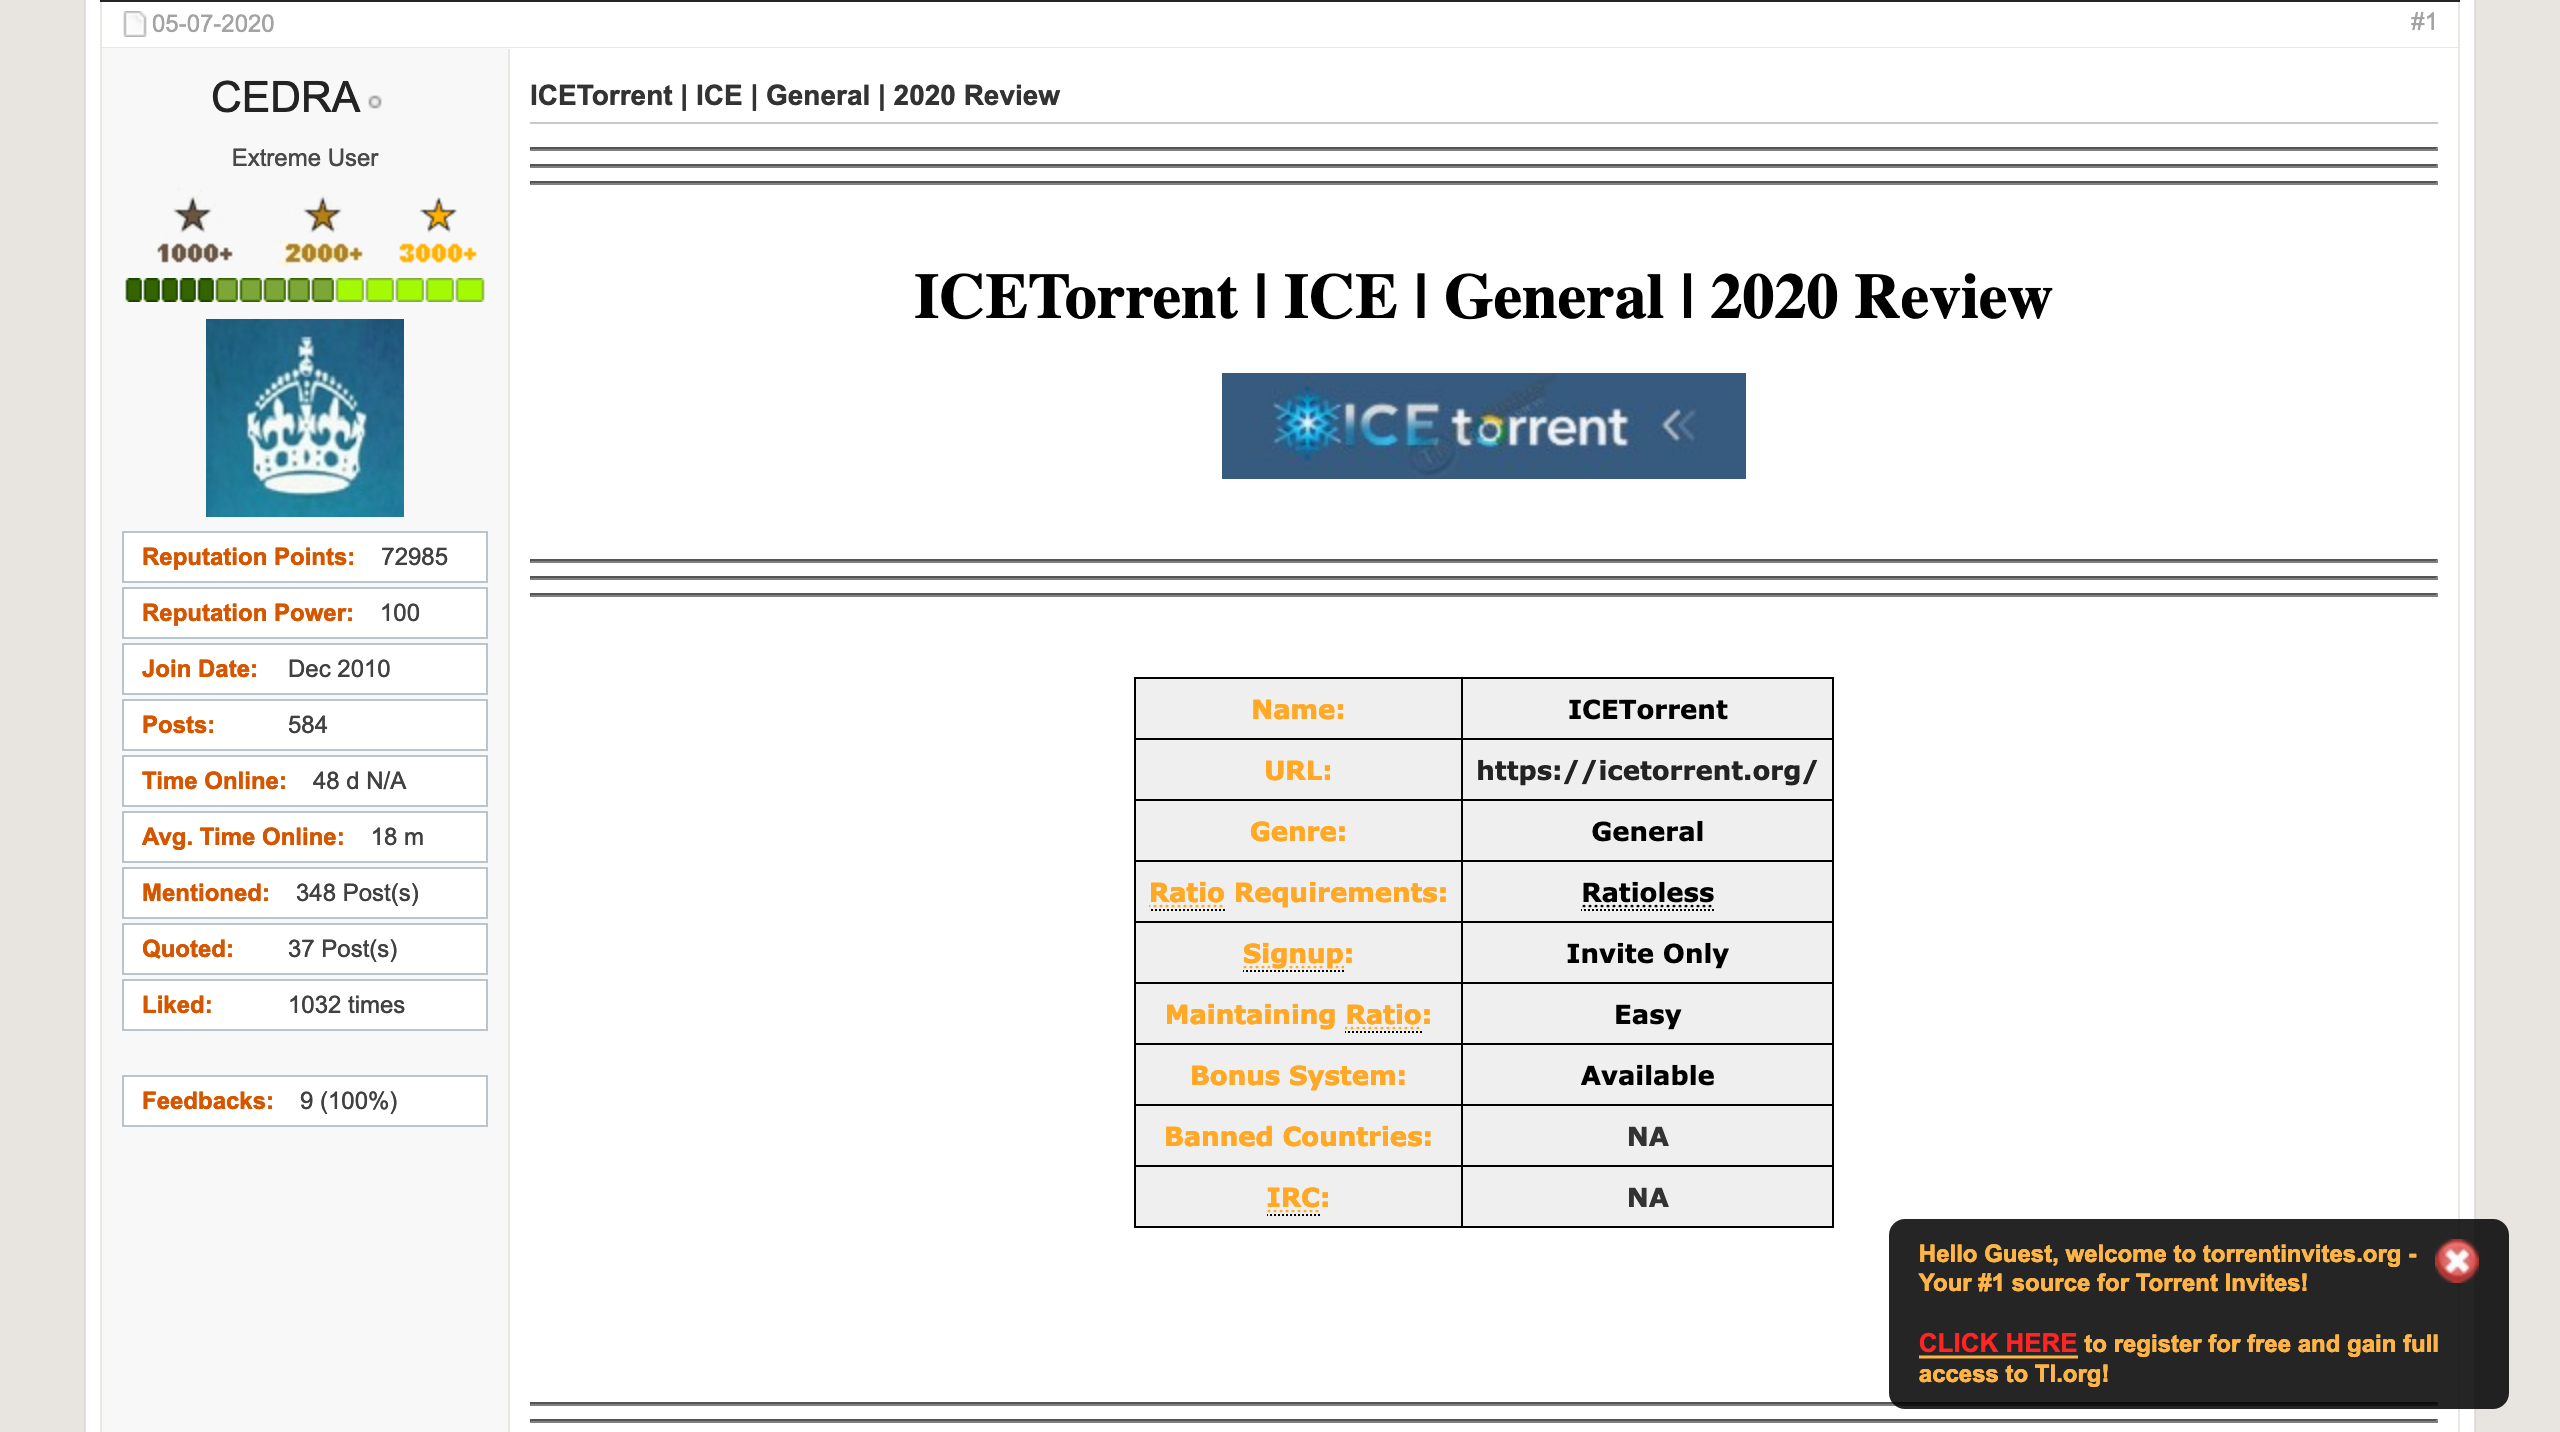 05-07-2020
#1
CEDRA
Extreme User
1000+ 2000+ 3000+
Reputation Points: 72985
Reputation Power: 100
Join Date: Dec 2010
Posts: 584
Time Online: 48 d N/A
Avg. Time Online: 18 m
Mentioned: 348 Post(s)
Quoted: 37 Post(s)
Liked: 1032 times
Feedbacks: 9 (100%)
ICETorrent | ICE | General | 2020 Review
ICETorrent | ICE | General | 2020 Review
ICE torrent «
Name: ICETorrent
URL: https://icetorrent.org/
Genre: General
Ratio Requirements: Ratioless
Signup: Invite Only
Maintaining Ratio: Easy
Bonus System: Available
Banned Countries: NA
IRC: NA
Hello Guest, welcome to torrentinvites.org -
Your #1 source for Torrent Invites!
CLICK HERE to register for free and gain full
access to TI.org!